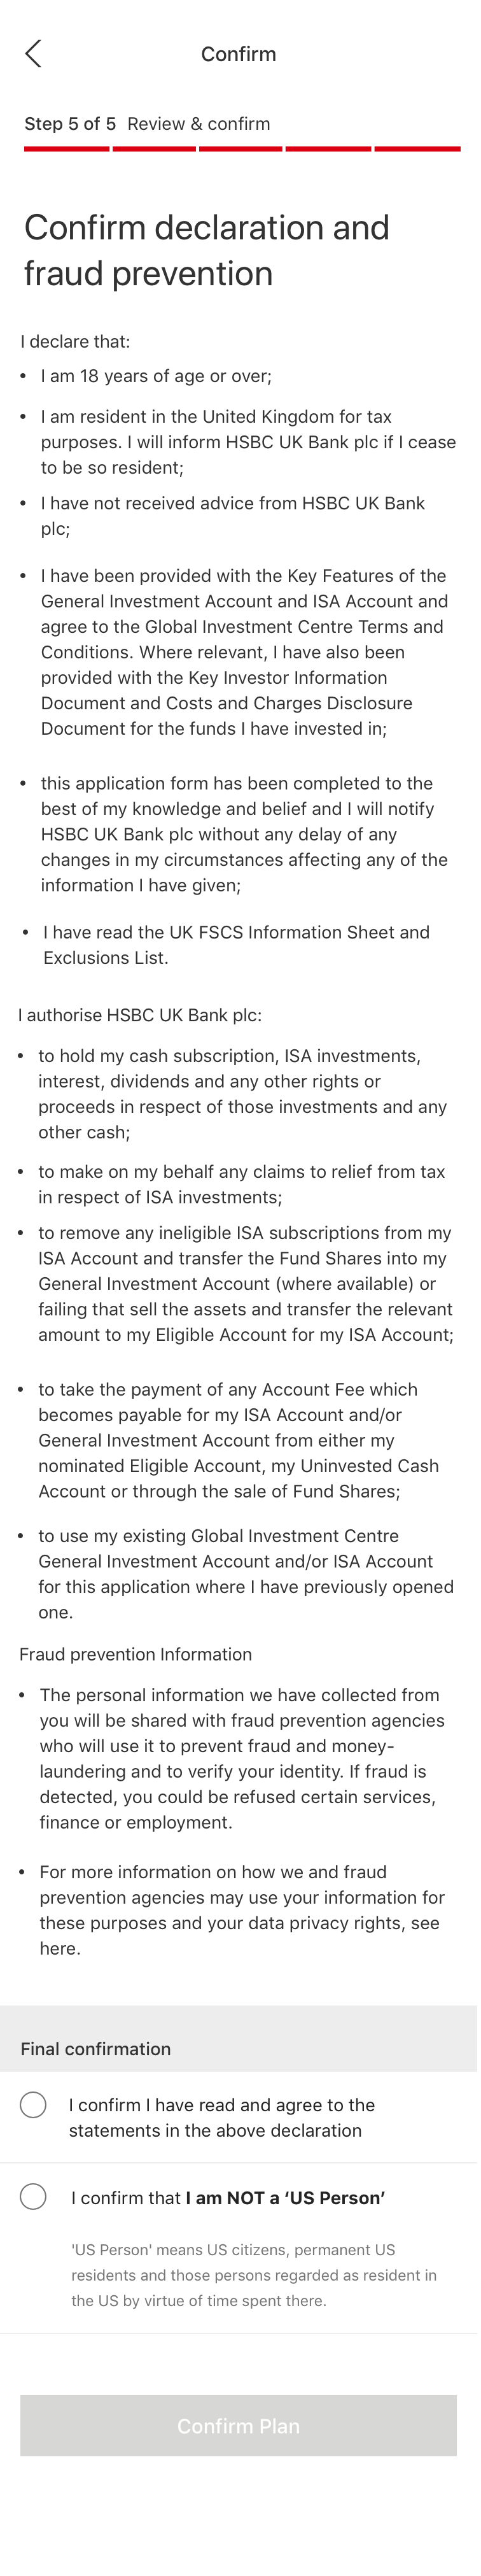 Confirm
Step 5 of 5 Review & confirm
Confirm declaration and
fraud prevention
I declare that:
• I am 18 years of age or over;
• I am resident in the United Kingdom for tax
purposes. I will inform HSBC UK Bank plc if I cease
to be so resident;
• I have not received advice from HSBC UK Bank
plc;
• I have been provided with the Key Features of the
General Investment Account and ISA Account and
agree to the Global Investment Centre Terms and
Conditions. Where relevant, I have also been
provided with the Key Investor Information
Document and Costs and Charges Disclosure
Document for the funds I have invested in;
• this application form has been completed to the
best of my knowledge and belief and I will notify
HSBC UK Bank plc without any delay of any
changes in my circumstances affecting any of the
information I have given;
• I have read the UK FSCS Information Sheet and
Exclusions List.
I authorise HSBC UK Bank plc:
• to hold my cash subscription, ISA investments,
interest, dividends and any other rights or
proceeds in respect of those investments and any
other cash;
• to make on my behalf any claims to relief from tax
in respect of ISA investments;
• to remove any ineligible ISA subscriptions from my
ISA Account and transfer the Fund Shares into my
General Investment Account (where available) or
failing that sell the assets and transfer the relevant
amount to my Eligible Account for my ISA Account;
• to take the payment of any Account Fee which
becomes payable for my ISA Account and/or
General Investment Account from either my
nominated Eligible Account, my Uninvested Cash
Account or through the sale of Fund Shares;
• to use my existing Global Investment Centre
General Investment Account and/or ISA Account
for this application where I have previously opened
one.
Fraud prevention Information
• The personal information we have collected from
you will be shared with fraud prevention agencies
who will use it to prevent fraud and money-
laundering and to verify your identity. If fraud is
detected, you could be refused certain services,
finance or employment.
• For more information on how we and fraud
prevention agencies may use your information for
these purposes and your data privacy rights, see
here.
Final confirmation
I confirm I have read and agree to the
statements in the above declaration
I confirm that I am NOT a ‘US Person’
'US Person' means US citizens, permanent US
residents and those persons regarded as resident in
the US by virtue of time spent there.
Confirm Plan